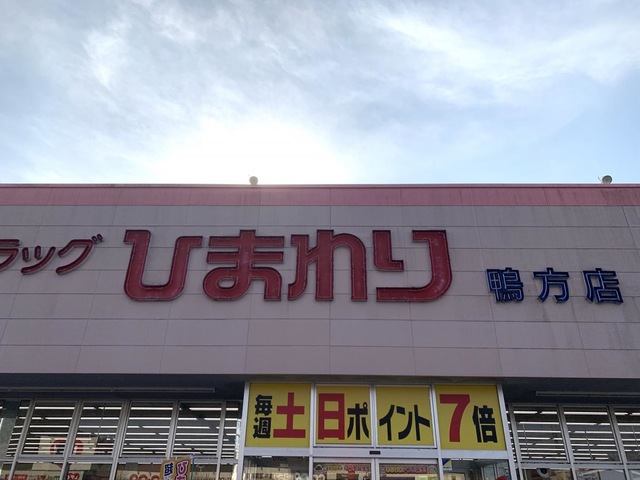 ラッグ ひまわり 鴨方店
毎週 土日ポイント7倍